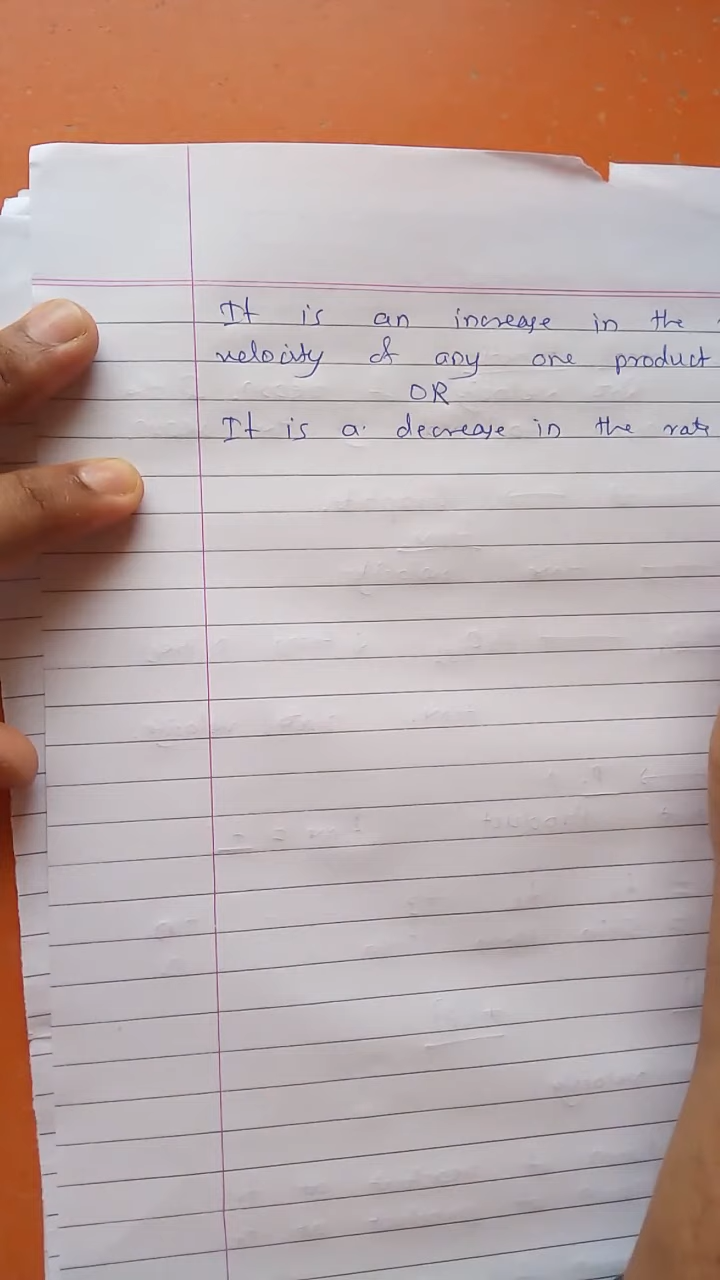 It is an increase in the
velocity of any one product
OR
It is a decrease in the rate